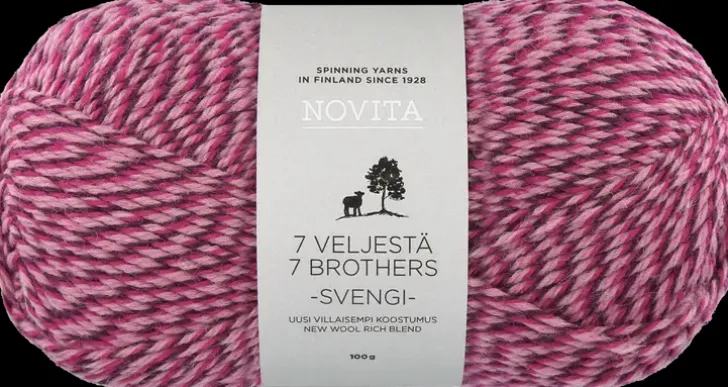 SPINNING YARNS
IN FINLAND SINCE 1928
NOVITA
7 VELJESTÄ
7 BROTHERS
-SVENGI-
UUSI VILLAISEMPI KOOSTUMUS
NEW WOOL RICH BLEND
100g